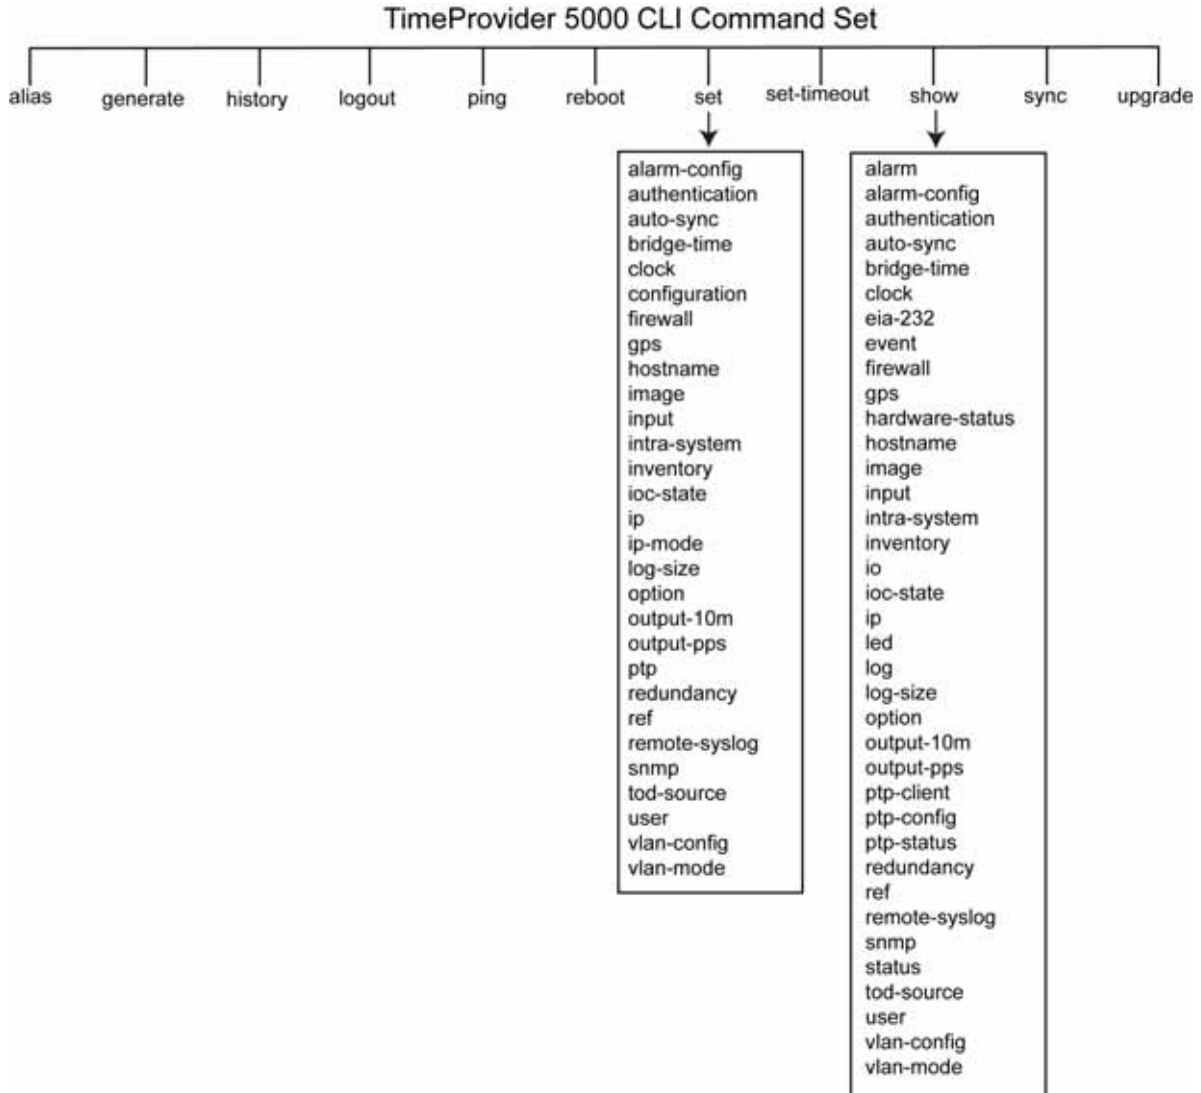 TimeProvider 5000 CLI Command Set
alias generate history logout ping reboot set set-timeout show sync upgrade
alarm-config
authentication
auto-sync
bridge-time
clock
configuration
firewall
gps
hostname
image
input
intra-system
inventory
ioc-state
ip
ip-mode
log-size
option
output-10m
output-pps
ptp
redundancy
ref
remote-syslog
snmp
tod-source
user
vlan-config
vlan-mode
alarm
alarm-config
authentication
auto-sync
bridge-time
clock
eia-232
event
firewall
gps
hardware-status
hostname
image
input
intra-system
inventory
io
ioc-state
ip
led
log
log-size
option
output-10m
output-pps
ptp-client
ptp-config
ptp-status
redundancy
ref
remote-syslog
snmp
status
tod-source
user
vlan-config
vlan-mode